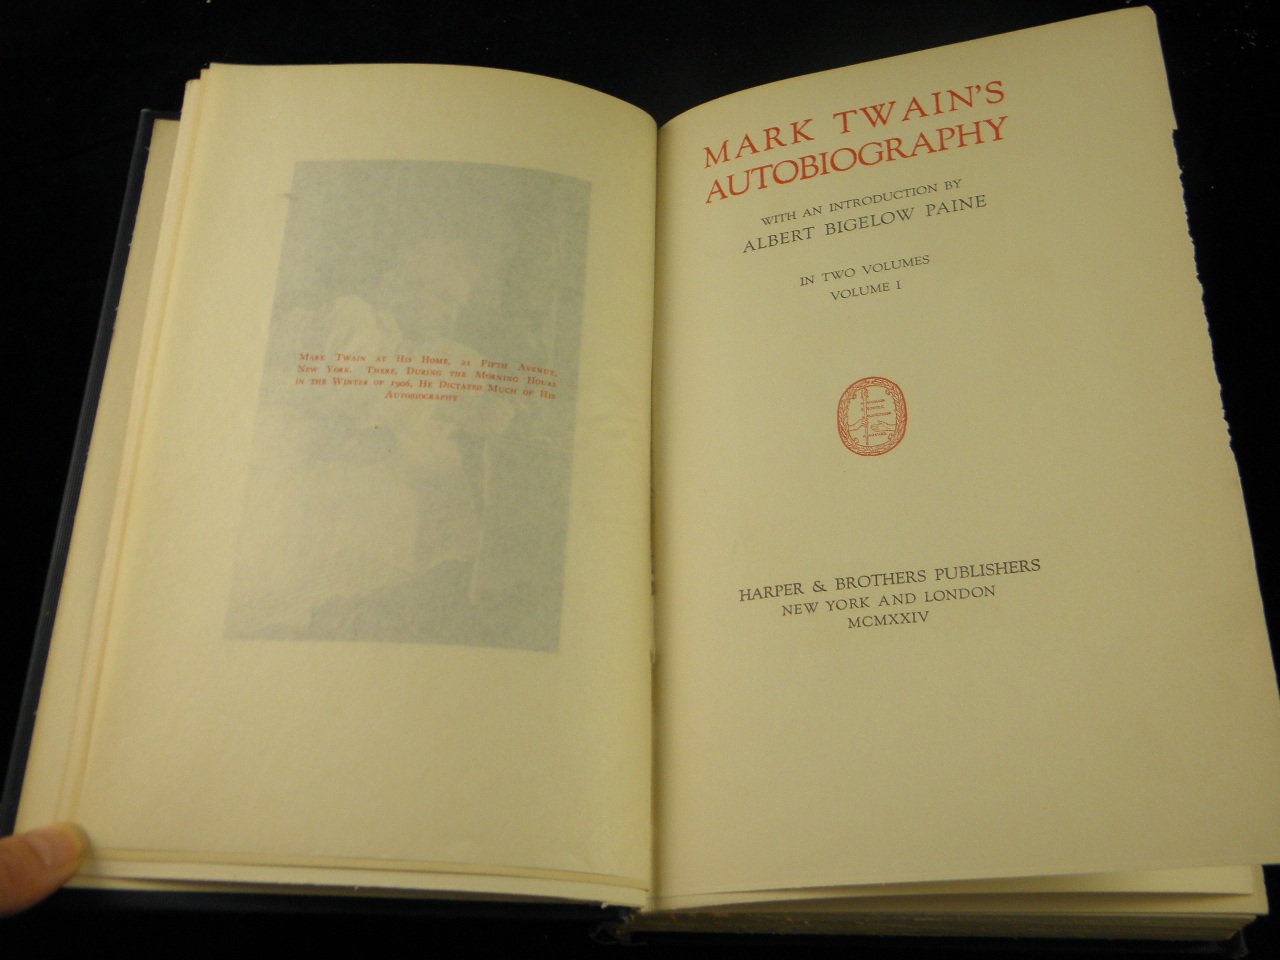 Mark Twain at His Home, 21 Fifth Avenue,
New York. There, During the Morning Hours
in the Winter of 1906, He Dictated Much of His
Autobiography
MARK TWAIN'S
AUTOBIOGRAPHY
WITH AN INTRODUCTION BY
ALBERT BIGELOW PAINE
IN TWO VOLUMES
VOLUME I
HARPER & BROTHERS PUBLISHERS
NEW YORK AND LONDON
MCMXXIV